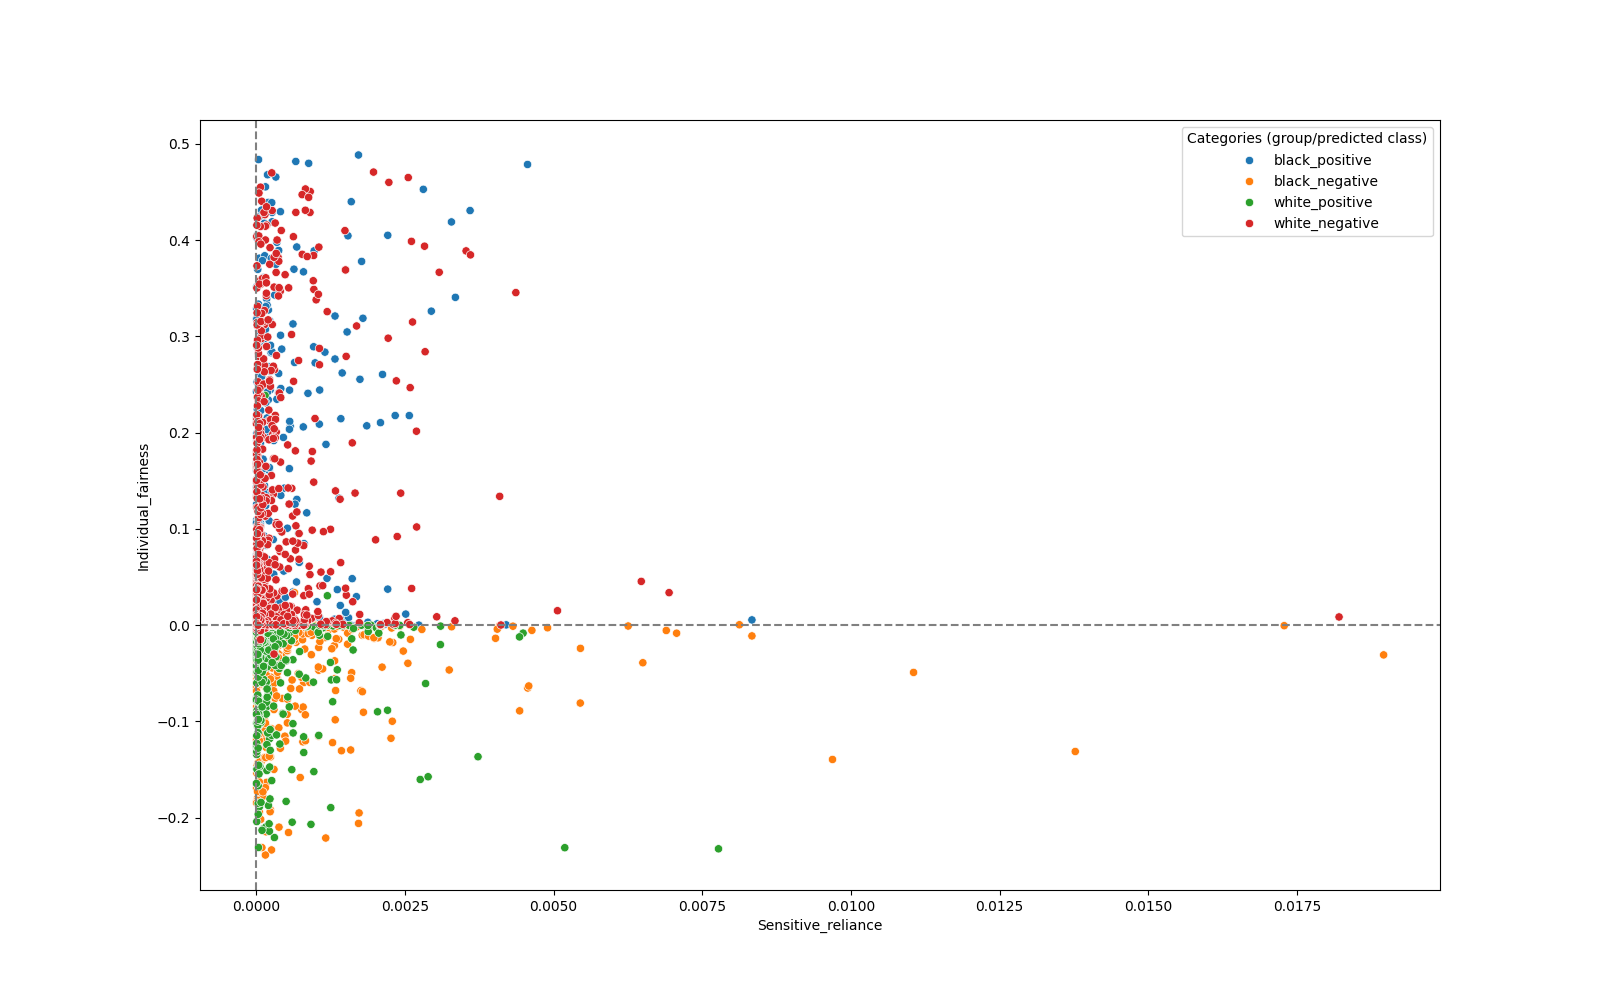 Categories (group/predicted class)
black_positive
black_negative
white_positive
white_negative
0.5
0.4
0.3
0.2
0.1
0.0
−0.1
−0.2
Individual_fairness
0.0000 0.0025 0.0050 0.0075 0.0100 0.0125 0.0150 0.0175
Sensitive_reliance